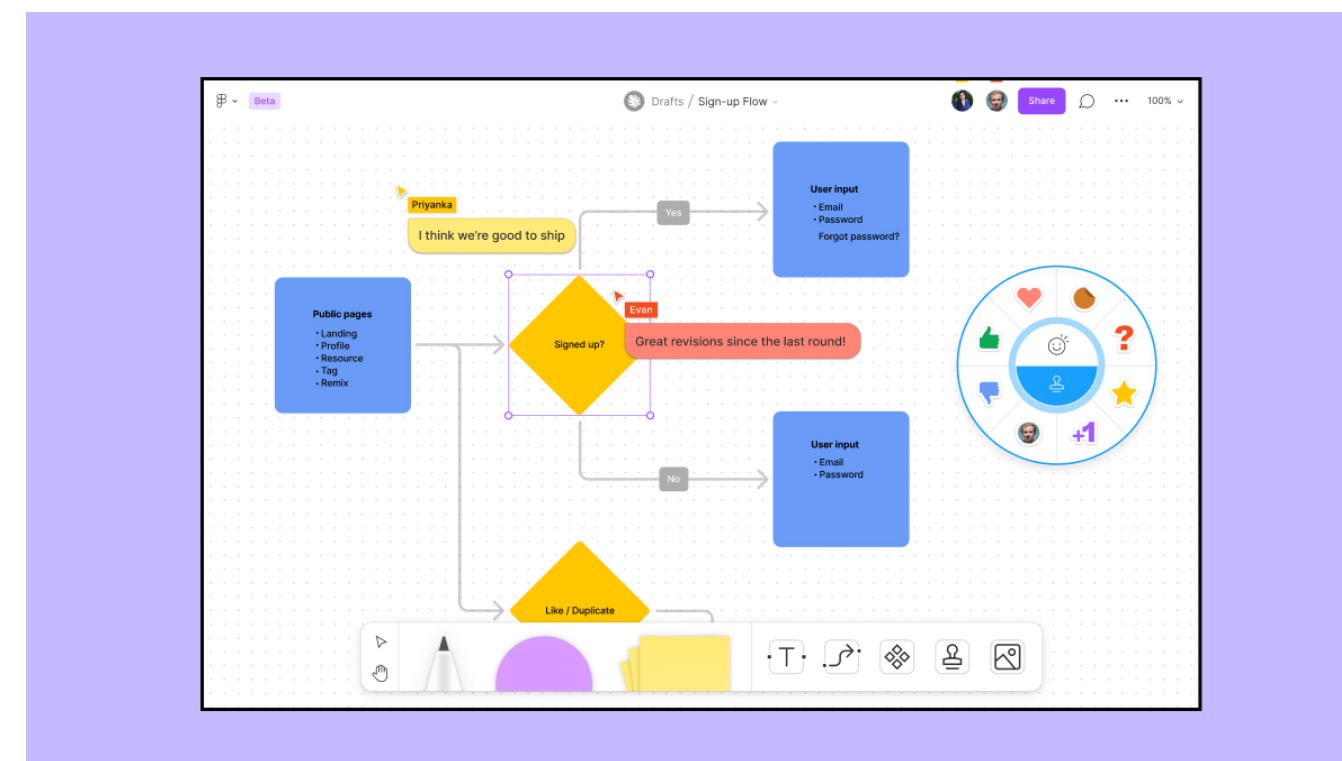 Beta
Drafts / Sign-up Flow
Share
100%
Priyanka
I think we're good to ship
Yes
User input
• Email
• Password
Forgot password?
Public pages
• Landing
• Profile
• Resource
• Tag
• Remix
Signed up?
Evan
Great revisions since the last round!
+1
No
User input
• Email
• Password
Like / Duplicate
T